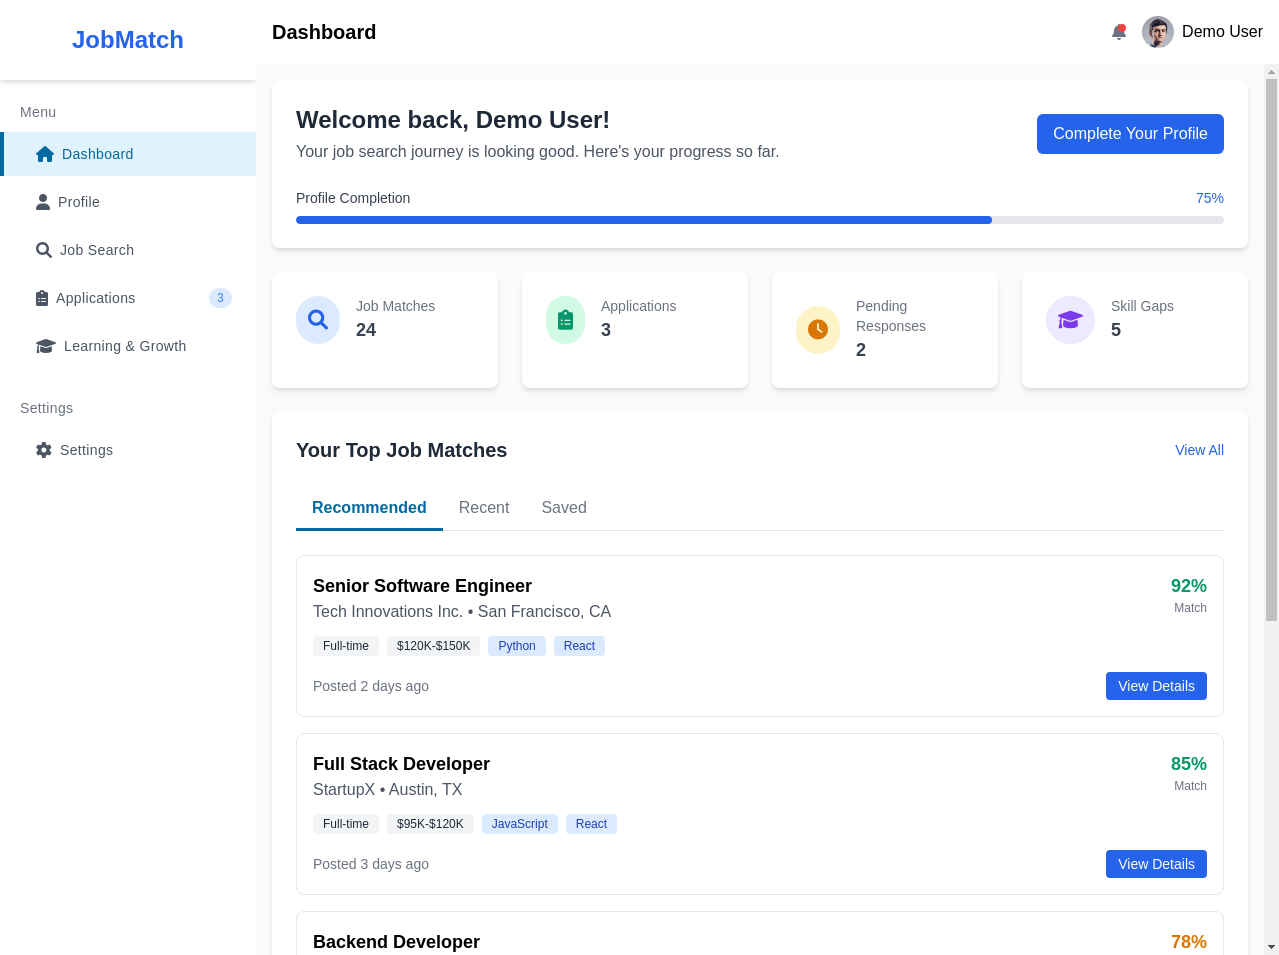 JobMatch
Dashboard
Demo User
Menu
Dashboard
Profile
Job Search
Applications
3
Learning & Growth
Settings
Settings
Welcome back, Demo User!
Your job search journey is looking good. Here's your progress so far.
Complete Your Profile
Profile Completion
75%
Job Matches
24
Applications
3
Pending
Responses
2
Skill Gaps
5
Your Top Job Matches
View All
Recommended
Recent
Saved
Senior Software Engineer
92%
Tech Innovations Inc. • San Francisco, CA
Match
Full-time
$120K-$150K
Python
React
Posted 2 days ago
View Details
Full Stack Developer
85%
StartupX • Austin, TX
Match
Full-time
$95K-$120K
JavaScript
React
Posted 3 days ago
View Details
Backend Developer
78%